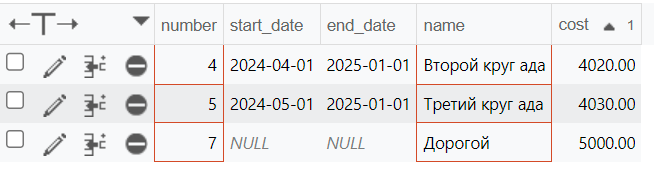 number start_date end_date name cost 1
4 2024-04-01 2025-01-01 Второй круг ада 4020.00
5 2024-05-01 2025-01-01 Третий круг ада 4030.00
7 NULL NULL Дорогой 5000.00